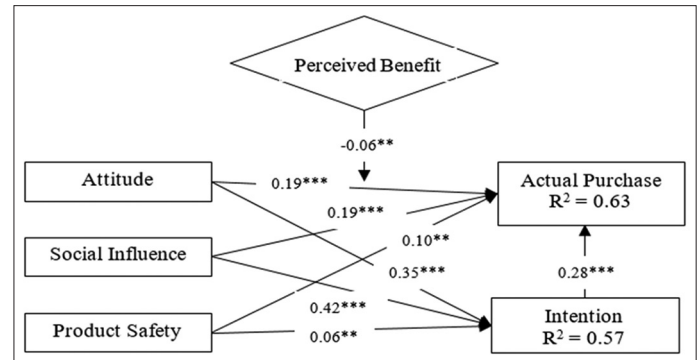 Perceived Benefit
-0.06**
Attitude
0.19***
Actual Purchase
R² = 0.63
0.19***
Social Influence
0.10**
0.35***
0.28***
0.42***
Product Safety
0.06**
Intention
R² = 0.57